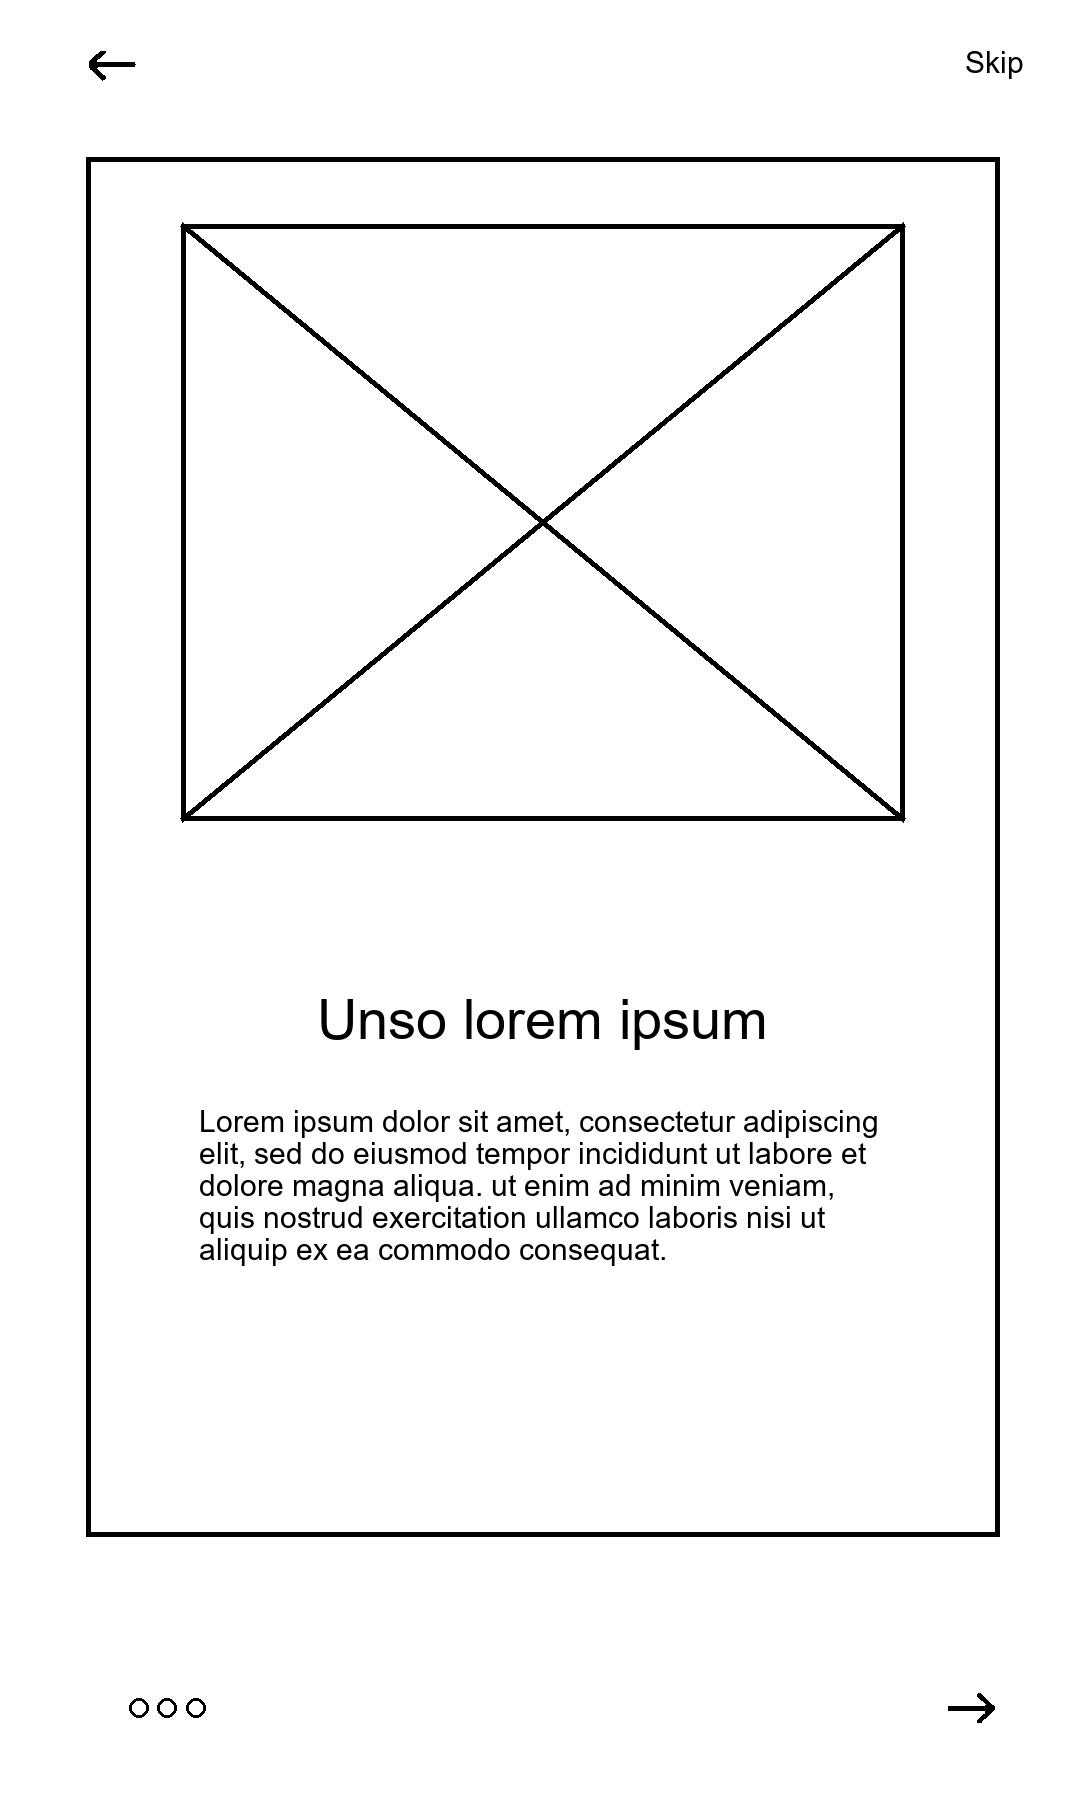 Skip
Unso lorem ipsum
Lorem ipsum dolor sit amet, consectetur adipiscing
elit, sed do eiusmod tempor incididunt ut labore et
dolore magna aliqua. ut enim ad minim veniam,
quis nostrud exercitation ullamco laboris nisi ut
aliquip ex ea commodo consequat.